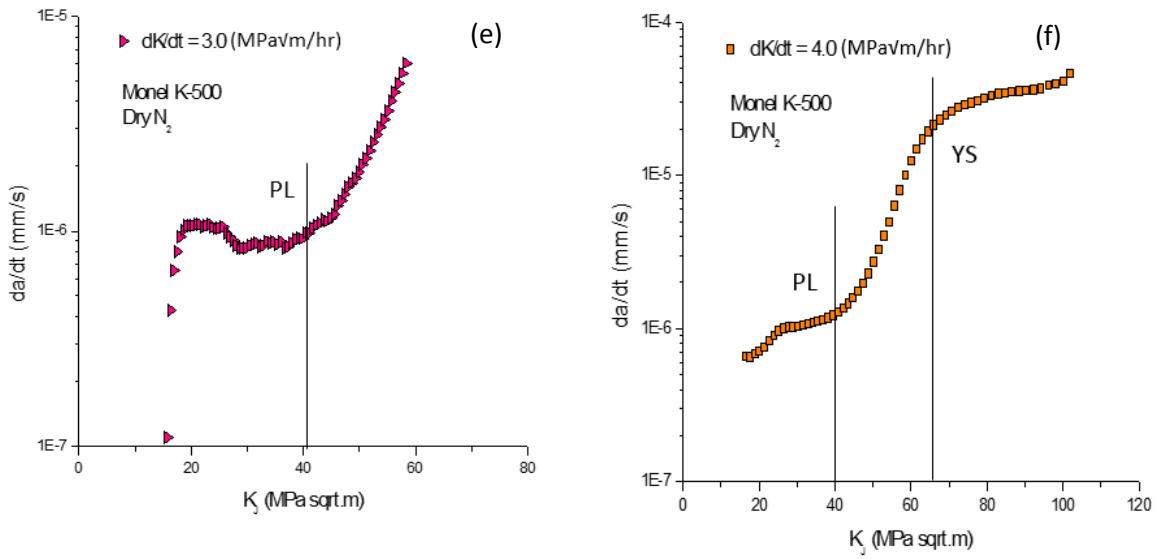 (e)
1E-5
dK/dt = 3.0 (MPa√m/hr)
Monel K-500
Dry N₂
PL
1E-6
1E-7
da/dt (mm/s)
0 20 40 60 80
K_J (MPa sqrt.m)
(f)
1E-4
dK/dt = 4.0 (MPa√m/hr)
Monel K-500
Dry N₂
YS
1E-5
PL
1E-6
1E-7
da/dt (mm/s)
0 20 40 60 80 100 120
K_J (MPa sqrt.m)